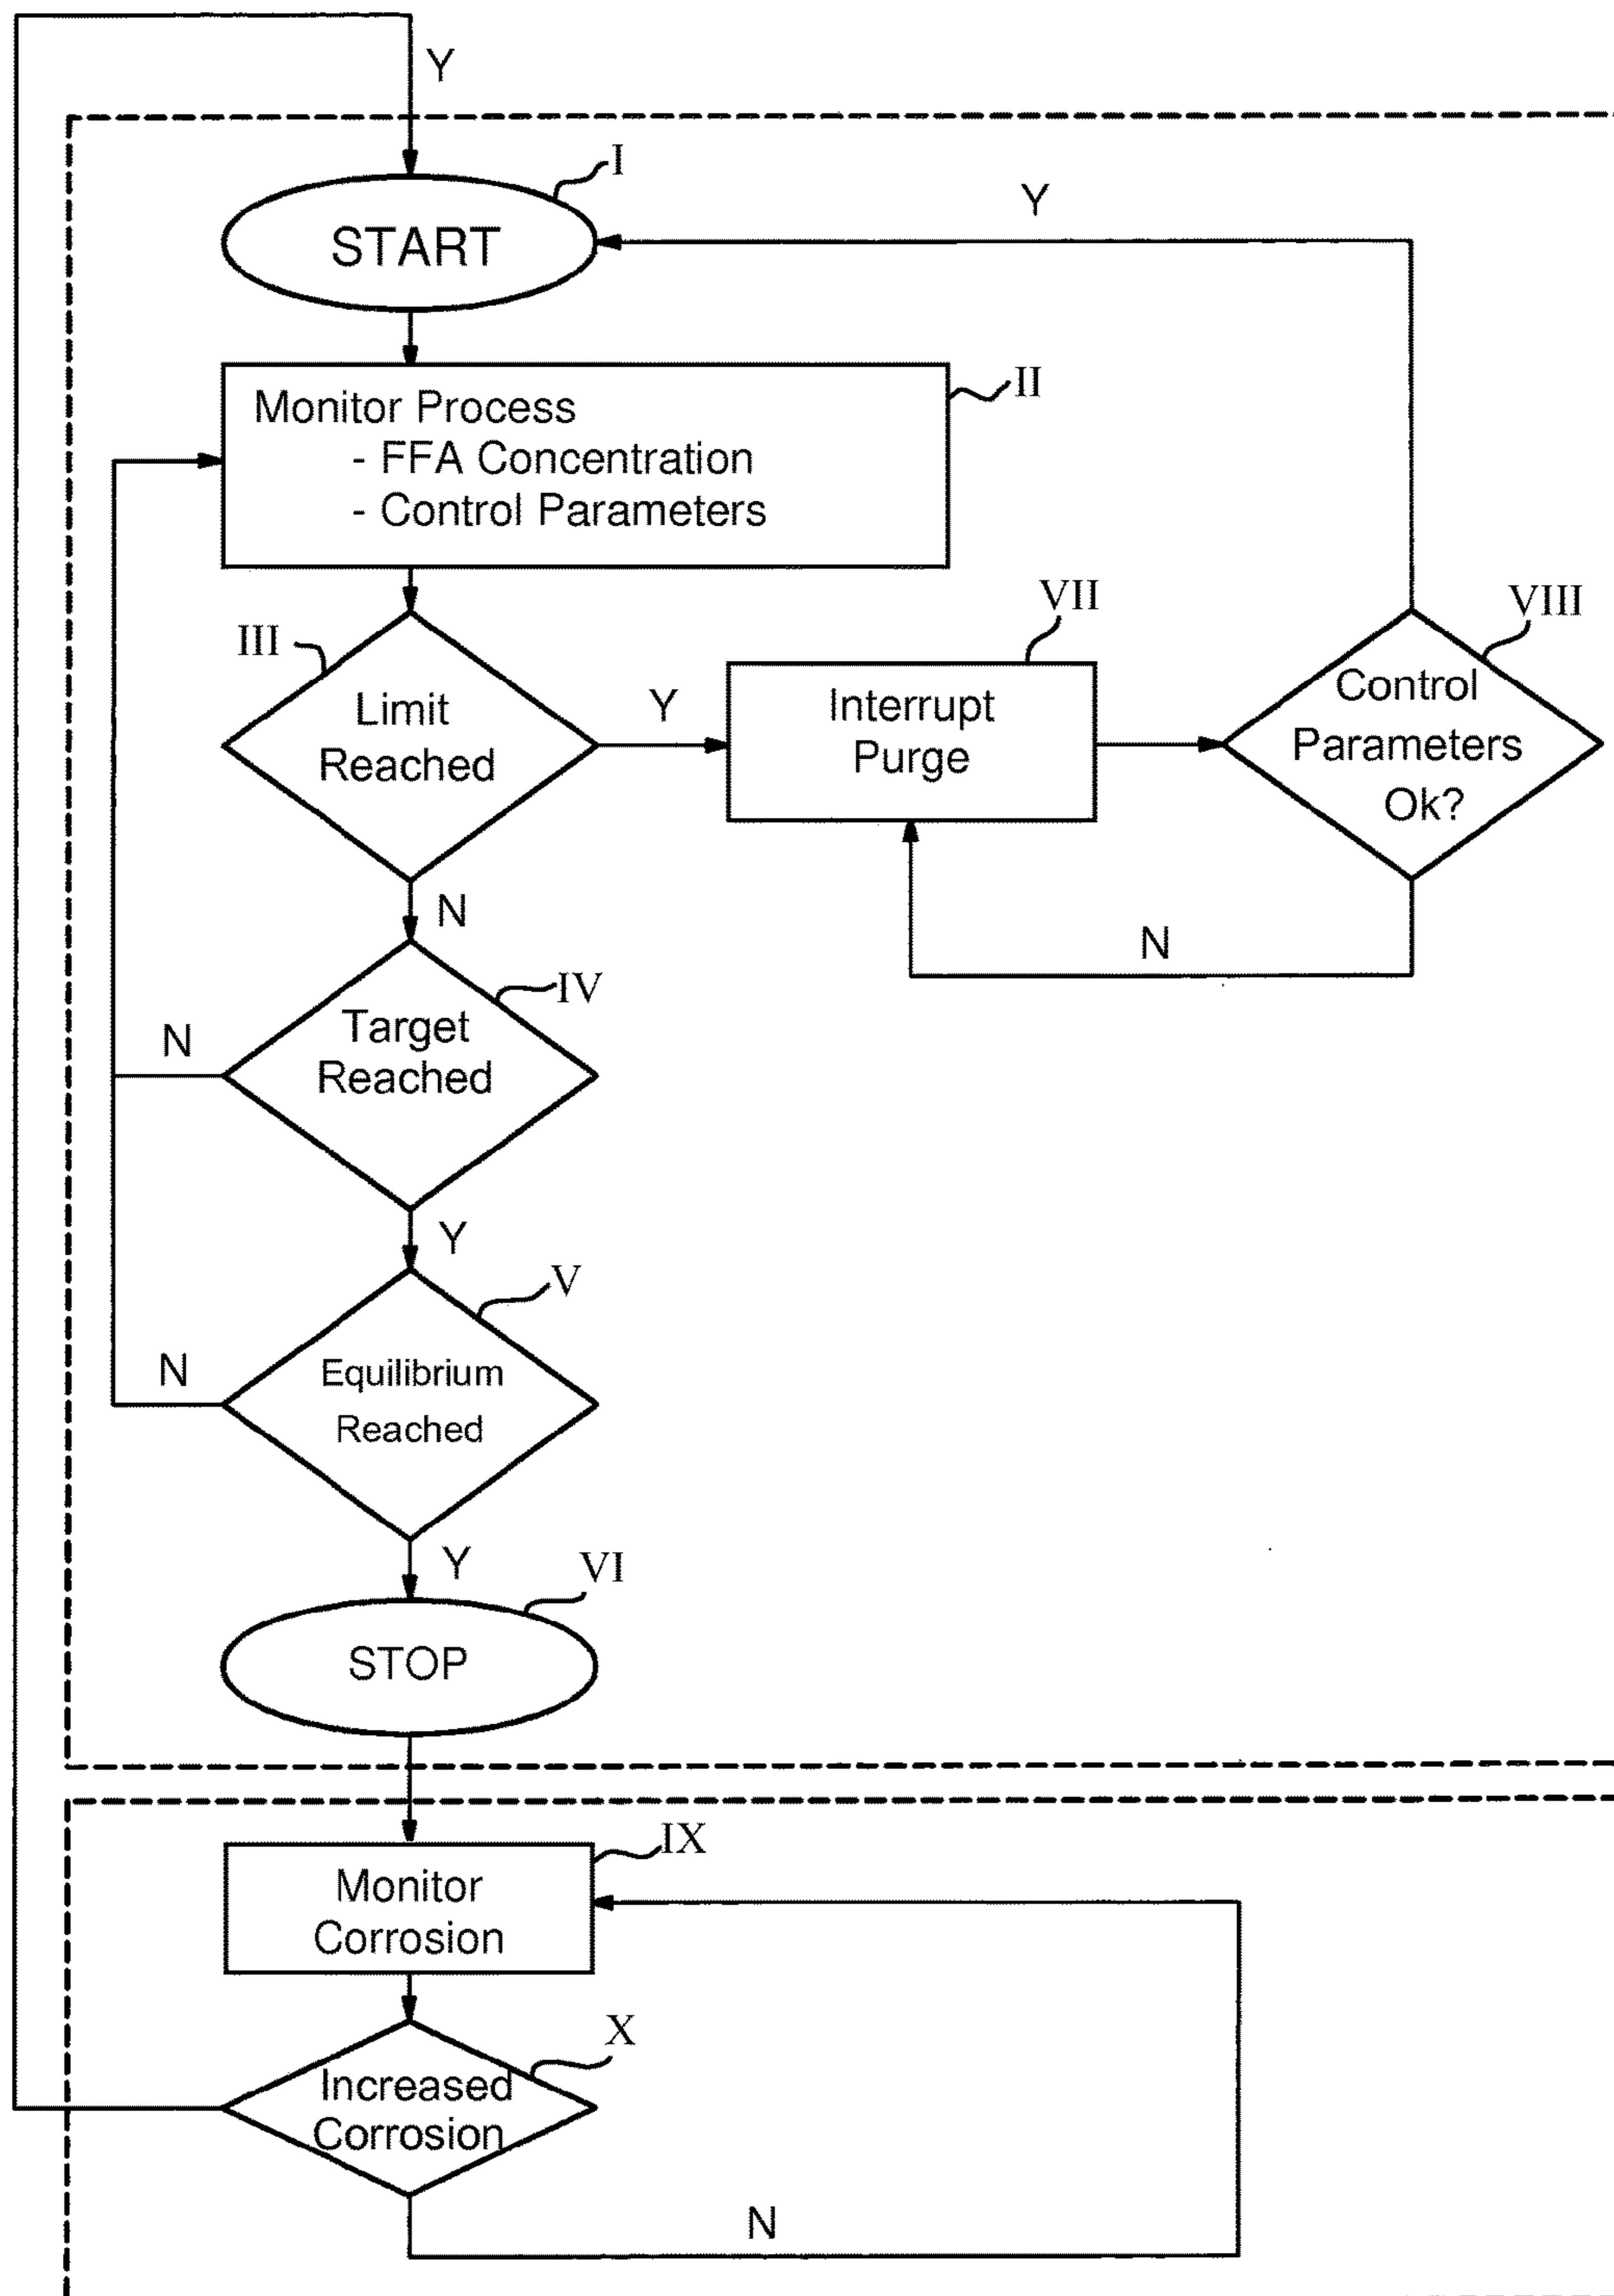 Y
I
START
Y
II
Monitor Process
- FFA Concentration
- Control Parameters
III
Limit
Reached
Y
VII
Interrupt
Purge
VIII
Control
Parameters
Ok?
N
N
IV
Target
Reached
N
Y
V
Equilibrium
Reached
N
Y
VI
STOP
IX
Monitor
Corrosion
X
Increased
Corrosion
N